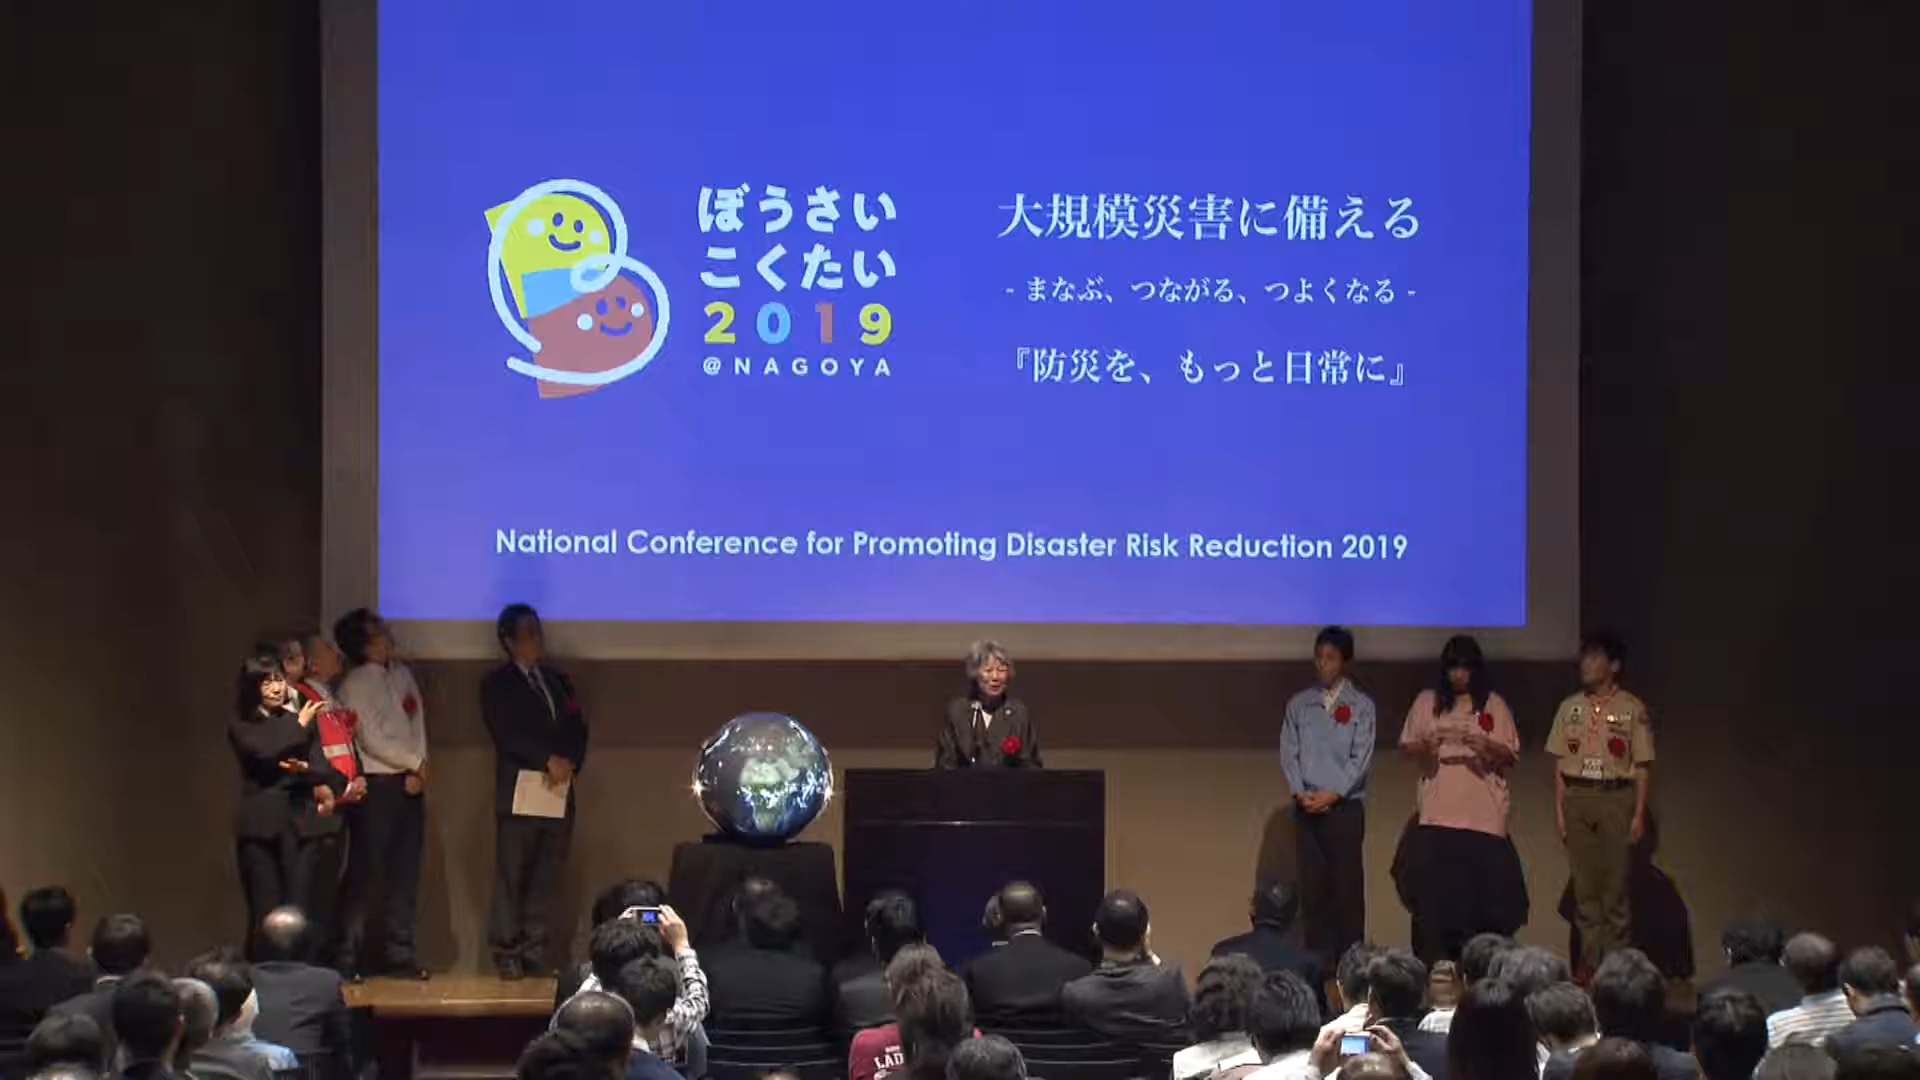 ぼうさい
こくたい
2019
@NAGOYA
大規模災害に備える
- まなぶ、つながる、つよくなる -
『防災を、もっと日常に』
National Conference for Promoting Disaster Risk Reduction 2019